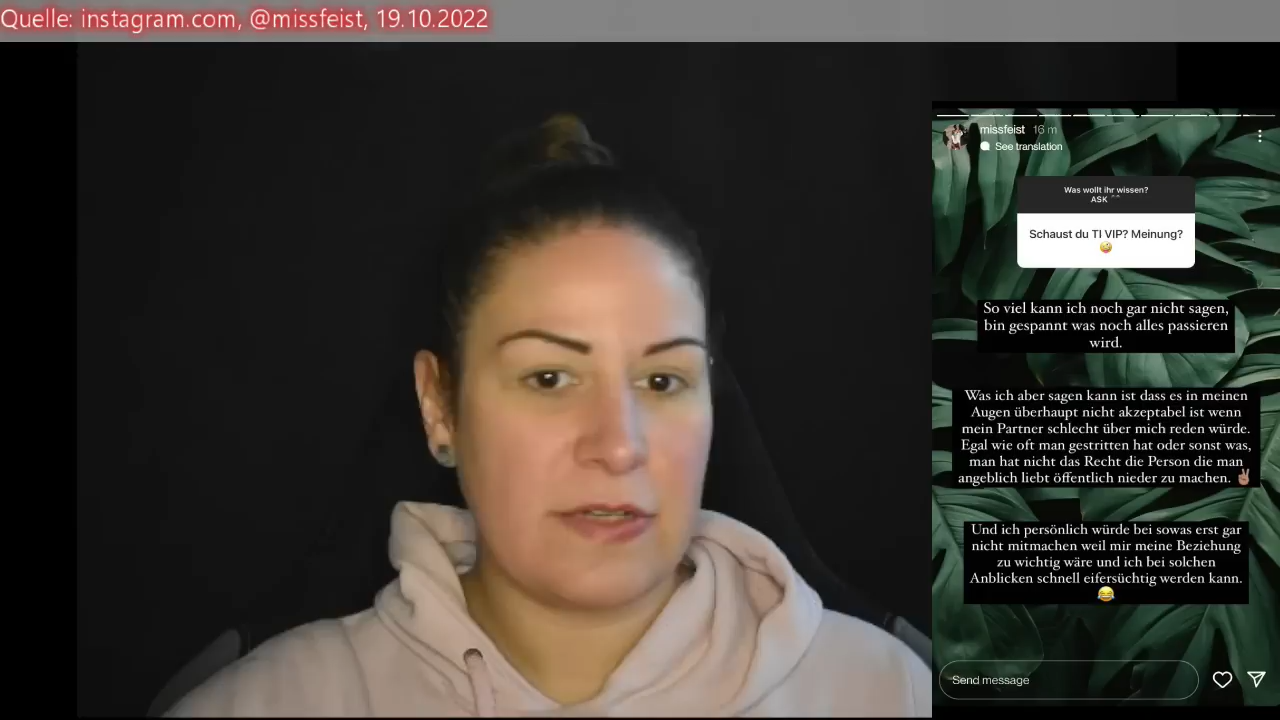 Quelle: instagram.com, @missfeist, 19.10.2022
missfeist 16 m
See translation
Was wollt ihr wissen?
ASK ^^
Schaust du TI VIP? Meinung?
🤪
So viel kann ich noch gar nicht sagen,
bin gespannt was noch alles passieren
wird.
Was ich aber sagen kann ist dass es in meinen
Augen überhaupt nicht akzeptabel ist wenn
mein Partner schlecht über mich reden würde.
Egal wie oft man gestritten hat oder sonst was,
man hat nicht das Recht die Person die man
angeblich liebt öffentlich nieder zu machen. ✌🏽
Und ich persönlich würde bei sowas erst gar
nicht mitmachen weil mir meine Beziehung
zu wichtig wäre und ich bei solchen
Anblicken schnell eifersüchtig werden kann.
😂
Send message